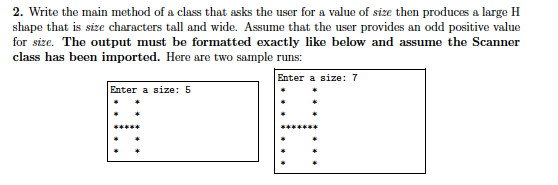 2. Write the main method of a class that asks the user for a value of size then produces a large H
shape that is size characters tall and wide. Assume that the user provides an odd positive value
for size. The output must be formatted exactly like below and assume the Scanner
class has been imported. Here are two sample runs:
Enter a size: 5
*   *
*   *
*****
*   *
*   *
Enter a size: 7
*     *
*     *
*     *
*******
*     *
*     *
*     *